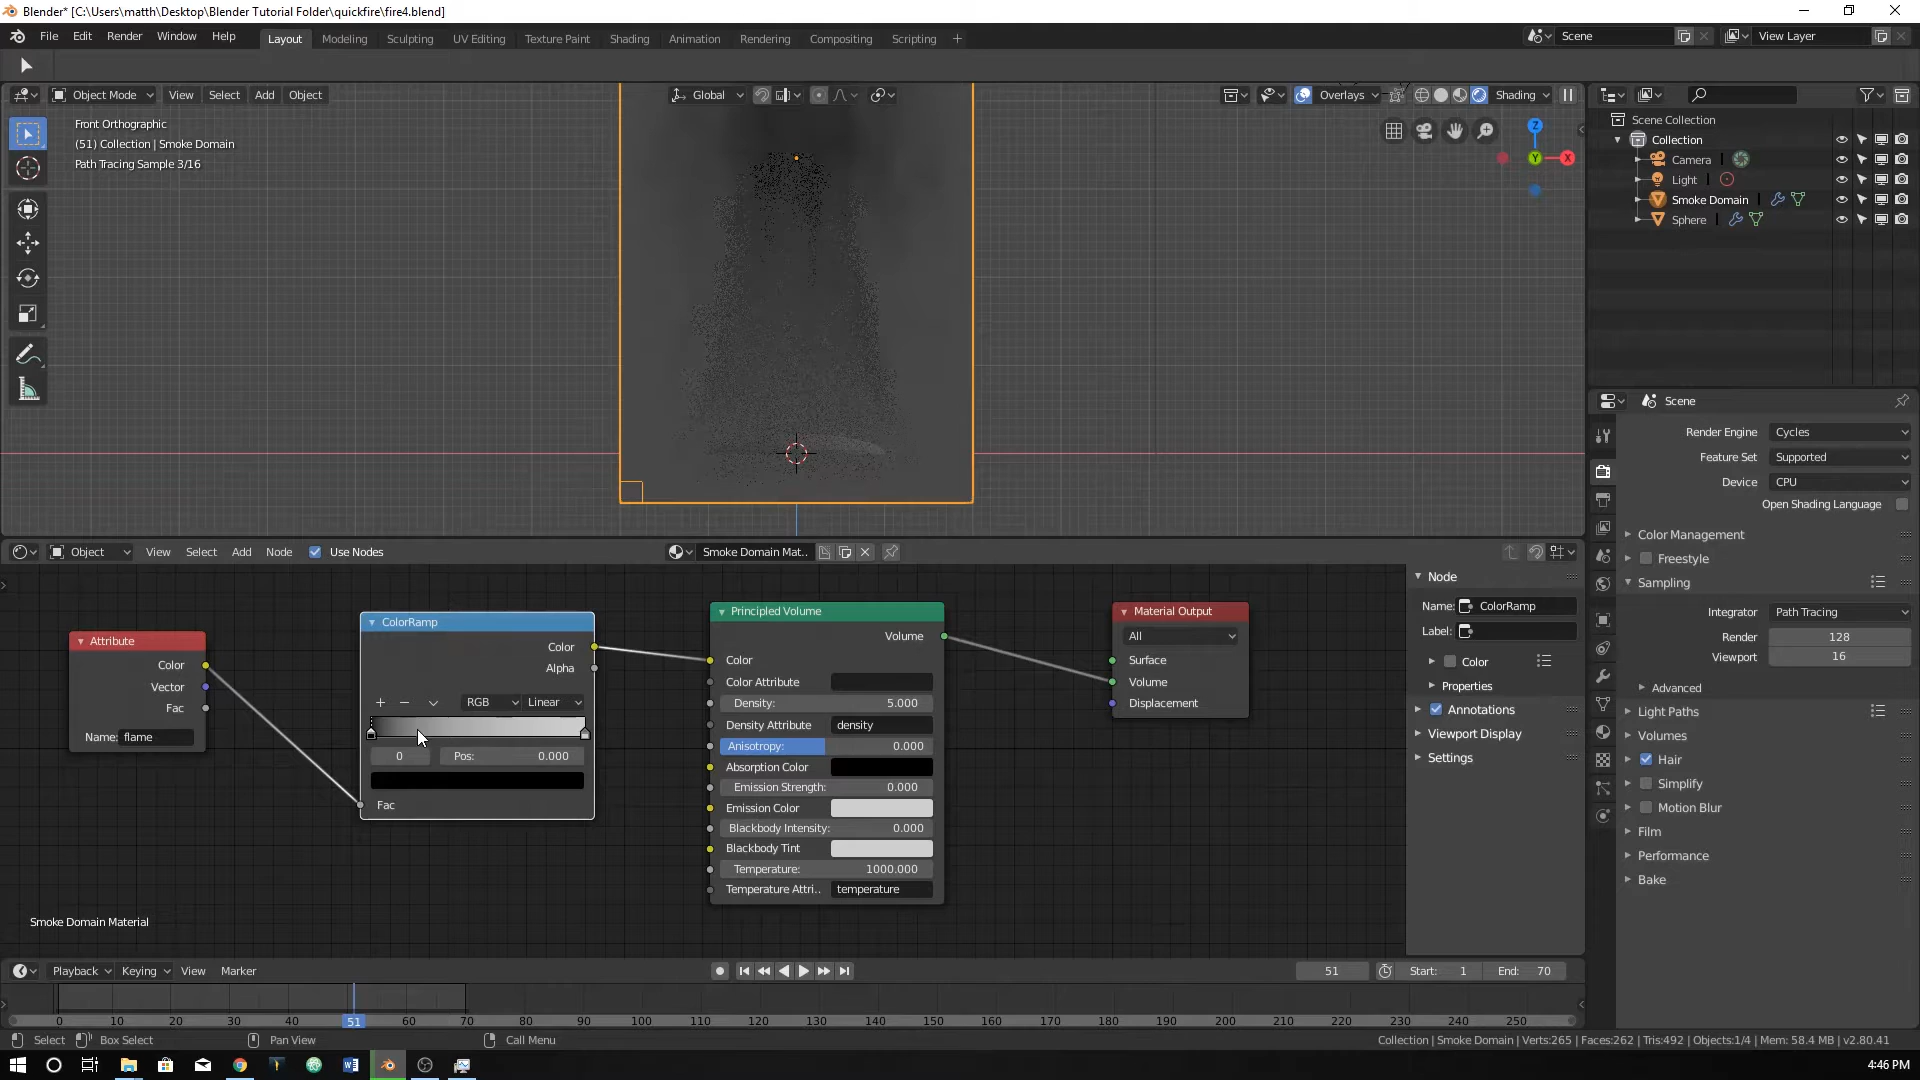 Blender* [C:\Users\matth\Desktop\Blender Tutorial Folder\quickfire\fire4.blend]
File Edit Render Window Help Layout Modeling Sculpting UV Editing Texture Paint Shading Animation Rendering Compositing Scripting + Scene View Layer
Object Mode View Select Add Object Global Overlays Shading
Front Orthographic
(51) Collection | Smoke Domain
Path Tracing Sample 3/16
Z
Y
X
Scene Collection
Collection
Camera
Light
Smoke Domain
Sphere
Scene
Render Engine Cycles
Feature Set Supported
Device CPU
Open Shading Language
Color Management
Freestyle
Sampling
Integrator Path Tracing
Render 128
Viewport 16
Advanced
Light Paths
Volumes
Hair
Simplify
Motion Blur
Film
Performance
Bake
Object View Select Add Node Use Nodes Smoke Domain Mat..
Attribute
Color
Vector
Fac
Name: flame
ColorRamp
Color
Alpha
RGB Linear
0 Pos: 0.000
Fac
Principled Volume
Volume
Color
Color Attribute
Density: 5.000
Density Attribute density
Anisotropy: 0.000
Absorption Color
Emission Strength: 0.000
Emission Color
Blackbody Intensity: 0.000
Blackbody Tint
Temperature: 1000.000
Temperature Attri.. temperature
Material Output
All
Surface
Volume
Displacement
Node
Name: ColorRamp
Label:
Color
Properties
Annotations
Viewport Display
Settings
Smoke Domain Material
Playback Keying View Marker 51 Start: 1 End: 70
0 10 20 30 40 51 60 70 80 90 100 110 120 130 140 150 160 170 180 190 200 210 220 230 240 250
Select Box Select Pan View Call Menu Collection | Smoke Domain | Verts:265 | Faces:262 | Tris:492 | Objects:1/4 | Mem: 58.4 MB | v2.80.41
4:46 PM